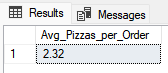 Results Messages
Avg_Pizzas_per_Order
1 2.32